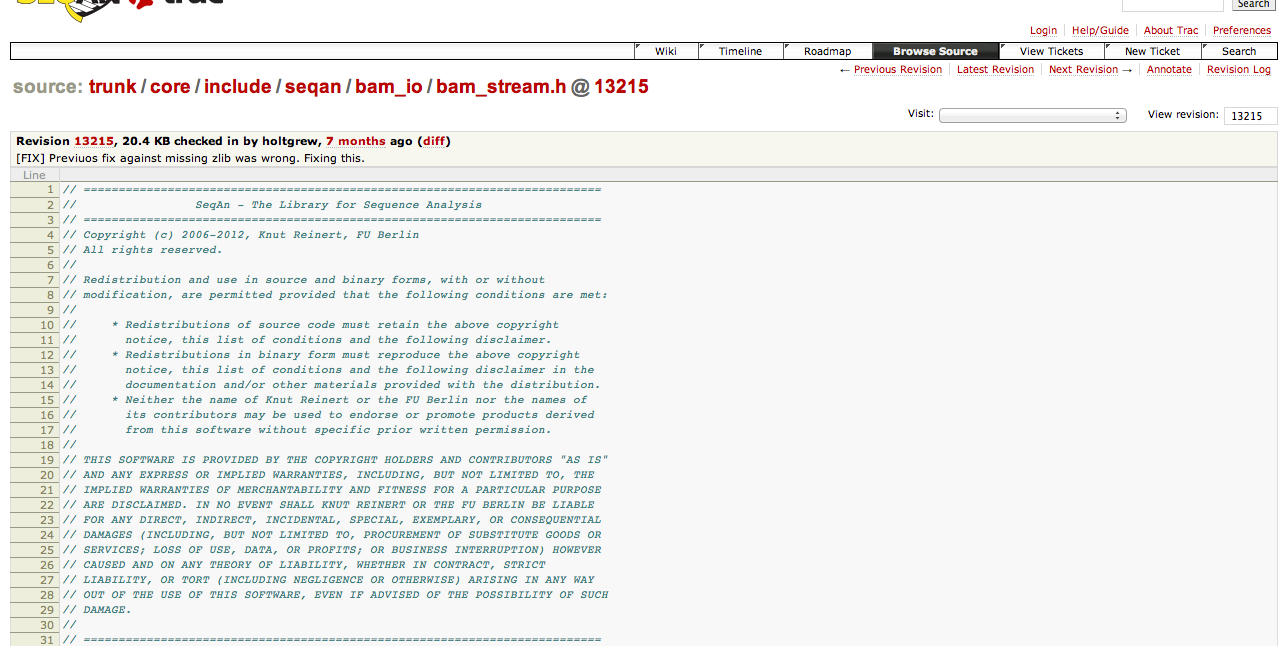 Search
Login Help/Guide About Trac Preferences
Wiki Timeline Roadmap Browse Source View Tickets New Ticket Search
← Previous Revision Latest Revision Next Revision → Annotate Revision Log
source: trunk / core / include / seqan / bam_io / bam_stream.h @ 13215
Visit: View revision: 13215
Revision 13215, 20.4 KB checked in by holtgrew, 7 months ago (diff)
[FIX] Previuos fix against missing zlib was wrong. Fixing this.
Line
1 // ==========================================================================
2 // SeqAn - The Library for Sequence Analysis
3 // ==========================================================================
4 // Copyright (c) 2006-2012, Knut Reinert, FU Berlin
5 // All rights reserved.
6 //
7 // Redistribution and use in source and binary forms, with or without
8 // modification, are permitted provided that the following conditions are met:
9 //
10 // * Redistributions of source code must retain the above copyright
11 // notice, this list of conditions and the following disclaimer.
12 // * Redistributions in binary form must reproduce the above copyright
13 // notice, this list of conditions and the following disclaimer in the
14 // documentation and/or other materials provided with the distribution.
15 // * Neither the name of Knut Reinert or the FU Berlin nor the names of
16 // its contributors may be used to endorse or promote products derived
17 // from this software without specific prior written permission.
18 //
19 // THIS SOFTWARE IS PROVIDED BY THE COPYRIGHT HOLDERS AND CONTRIBUTORS "AS IS"
20 // AND ANY EXPRESS OR IMPLIED WARRANTIES, INCLUDING, BUT NOT LIMITED TO, THE
21 // IMPLIED WARRANTIES OF MERCHANTABILITY AND FITNESS FOR A PARTICULAR PURPOSE
22 // ARE DISCLAIMED. IN NO EVENT SHALL KNUT REINERT OR THE FU BERLIN BE LIABLE
23 // FOR ANY DIRECT, INDIRECT, INCIDENTAL, SPECIAL, EXEMPLARY, OR CONSEQUENTIAL
24 // DAMAGES (INCLUDING, BUT NOT LIMITED TO, PROCUREMENT OF SUBSTITUTE GOODS OR
25 // SERVICES; LOSS OF USE, DATA, OR PROFITS; OR BUSINESS INTERRUPTION) HOWEVER
26 // CAUSED AND ON ANY THEORY OF LIABILITY, WHETHER IN CONTRACT, STRICT
27 // LIABILITY, OR TORT (INCLUDING NEGLIGENCE OR OTHERWISE) ARISING IN ANY WAY
28 // OUT OF THE USE OF THIS SOFTWARE, EVEN IF ADVISED OF THE POSSIBILITY OF SUCH
29 // DAMAGE.
30 //
31 // ==========================================================================